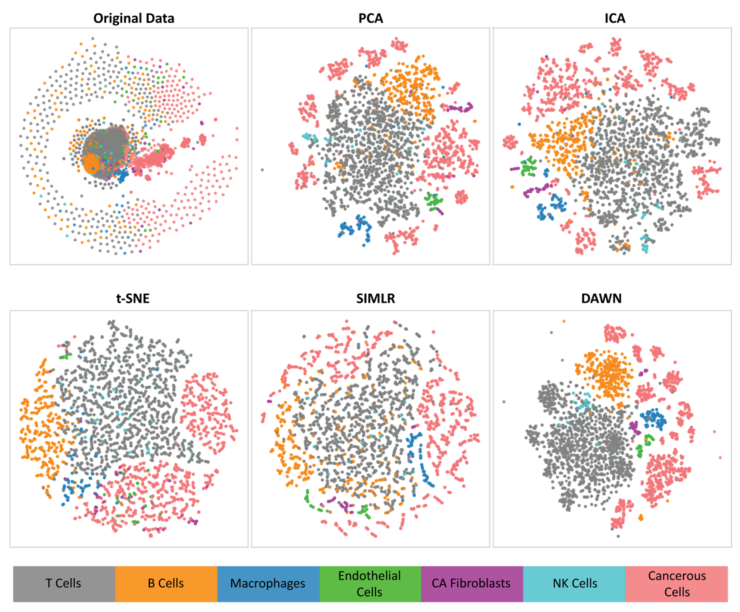 Original Data
PCA
ICA
t-SNE
SIMLR
DAWN
T Cells
B Cells
Macrophages
Endothelial
Cells
CA Fibroblasts
NK Cells
Cancerous
Cells